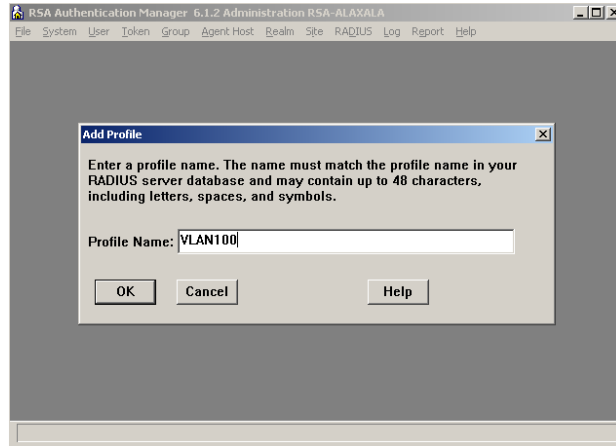 RSA Authentication Manager 6.1.2 Administration RSA-ALAXALA
File System User Token Group Agent Host Realm Site RADIUS Log Report Help
Add Profile
Enter a profile name. The name must match the profile name in your
RADIUS server database and may contain up to 48 characters,
including letters, spaces, and symbols.
Profile Name: VLAN100
OK Cancel Help